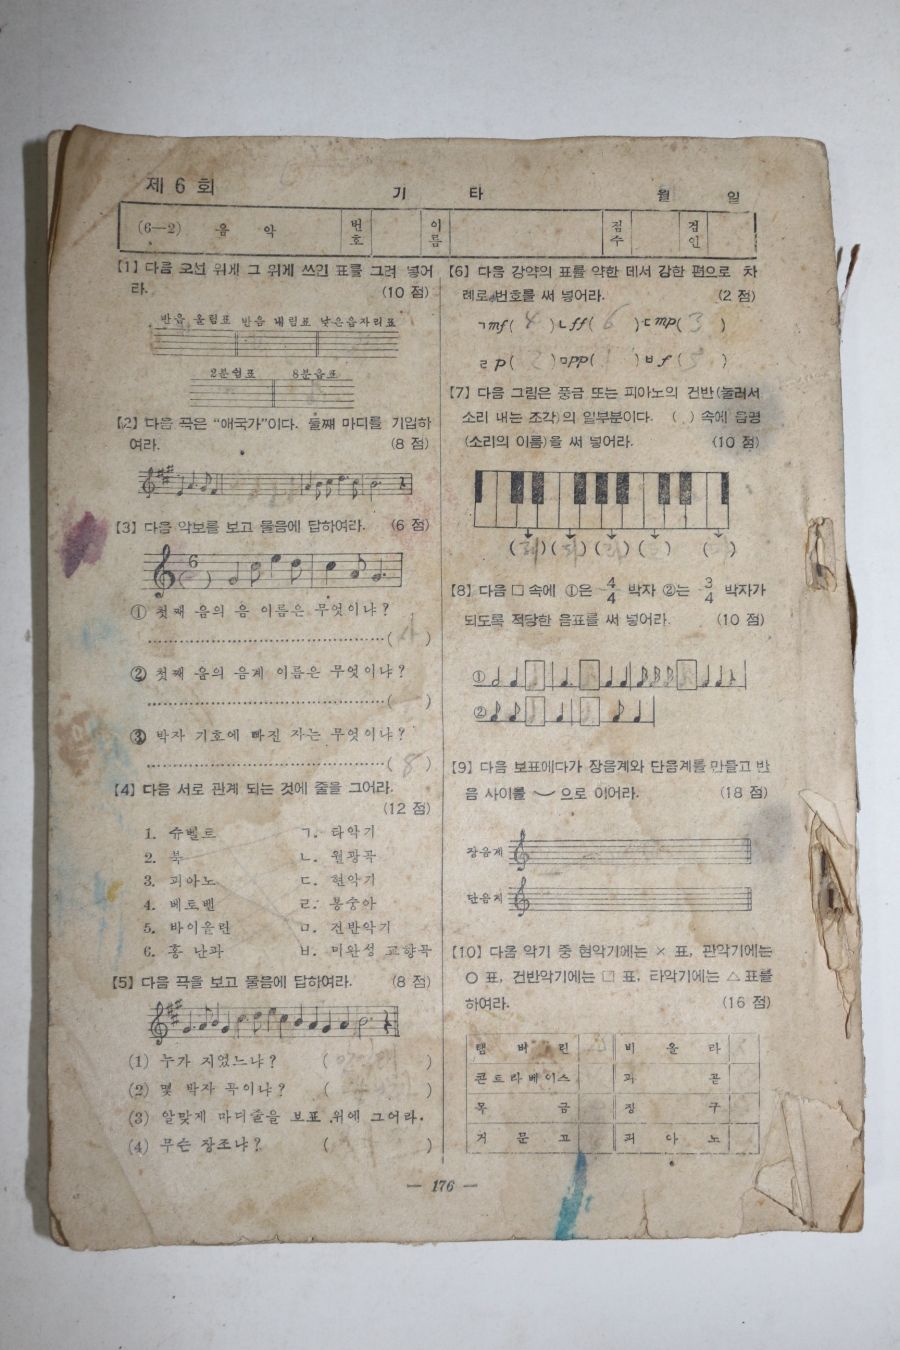 제 6 회
기 타
월 일
(6—2) 음 악 번호 이름 점수 검인
【1】 다음 오선 위에 그 위에 쓰인 표를 그려 넣어
라. (10 점)
반음 올림표 반음 내림표 낮은음자리표
2분쉼표 8분음표
【2】 다음 곡은 “애국가”이다. 둘째 마디를 기입하
여라. (8 점)
【3】 다음 악보를 보고 물음에 답하여라. (6 점)
6
( )
① 첫째 음의 음 이름은 무엇이냐?
( )
② 첫째 음의 음계 이름은 무엇이냐?
( )
③ 박자 기호에 빠진 자는 무엇이냐?
( 8 )
【4】 다음 서로 관계 되는 것에 줄을 그어라.
(12 점)
1. 슈벨트 ㄱ. 타악기
2. 북 ㄴ. 월광곡
3. 피아노 ㄷ. 현악기
4. 베토벤 ㄹ. 봉숭아
5. 바이올린 ㅁ. 건반악기
6. 홍 난파 ㅂ. 미완성 교향곡
【5】 다음 곡을 보고 물음에 답하여라. (8 점)
(1) 누가 지었느냐? ( )
(2) 몇 박자 곡이냐? ( )
(3) 알맞게 마디줄을 보표 위에 그어라.
(4) 무슨 장조냐? ( )
【6】 다음 강약의 표를 약한 데서 강한 편으로 차
례로 번호를 써 넣어라. (2 점)
ㄱ mf( 4 ) ㄴ ff( 6 ) ㄷ mp( 3 )
ㄹ p( 2 ) ㅁ pp( 1 ) ㅂ f( 5 )
【7】 다음 그림은 풍금 또는 피아노의 건반(눌러서
소리 내는 조각)의 일부분이다. ( ) 속에 음명
(소리의 이름)을 써 넣어라. (10 점)
( ) ( ) ( ) ( ) ( )
【8】 다음 □ 속에 ①은 4/4 박자 ②는 3/4 박자가
되도록 적당한 음표를 써 넣어라. (10 점)
①
②
【9】 다음 보표에다가 장음계와 단음계를 만들고 반
음 사이를 ⌣ 으로 이어라. (18 점)
장음계
단음계
【10】 다음 악기 중 현악기에는 × 표, 관악기에는
○ 표, 건반악기에는 □ 표, 타악기에는 △ 표를
하여라. (16 점)
탬 버 린 비 올 라
콘트라베이스
목 금 징 구
거 문 고 피 아 노
— 176 —